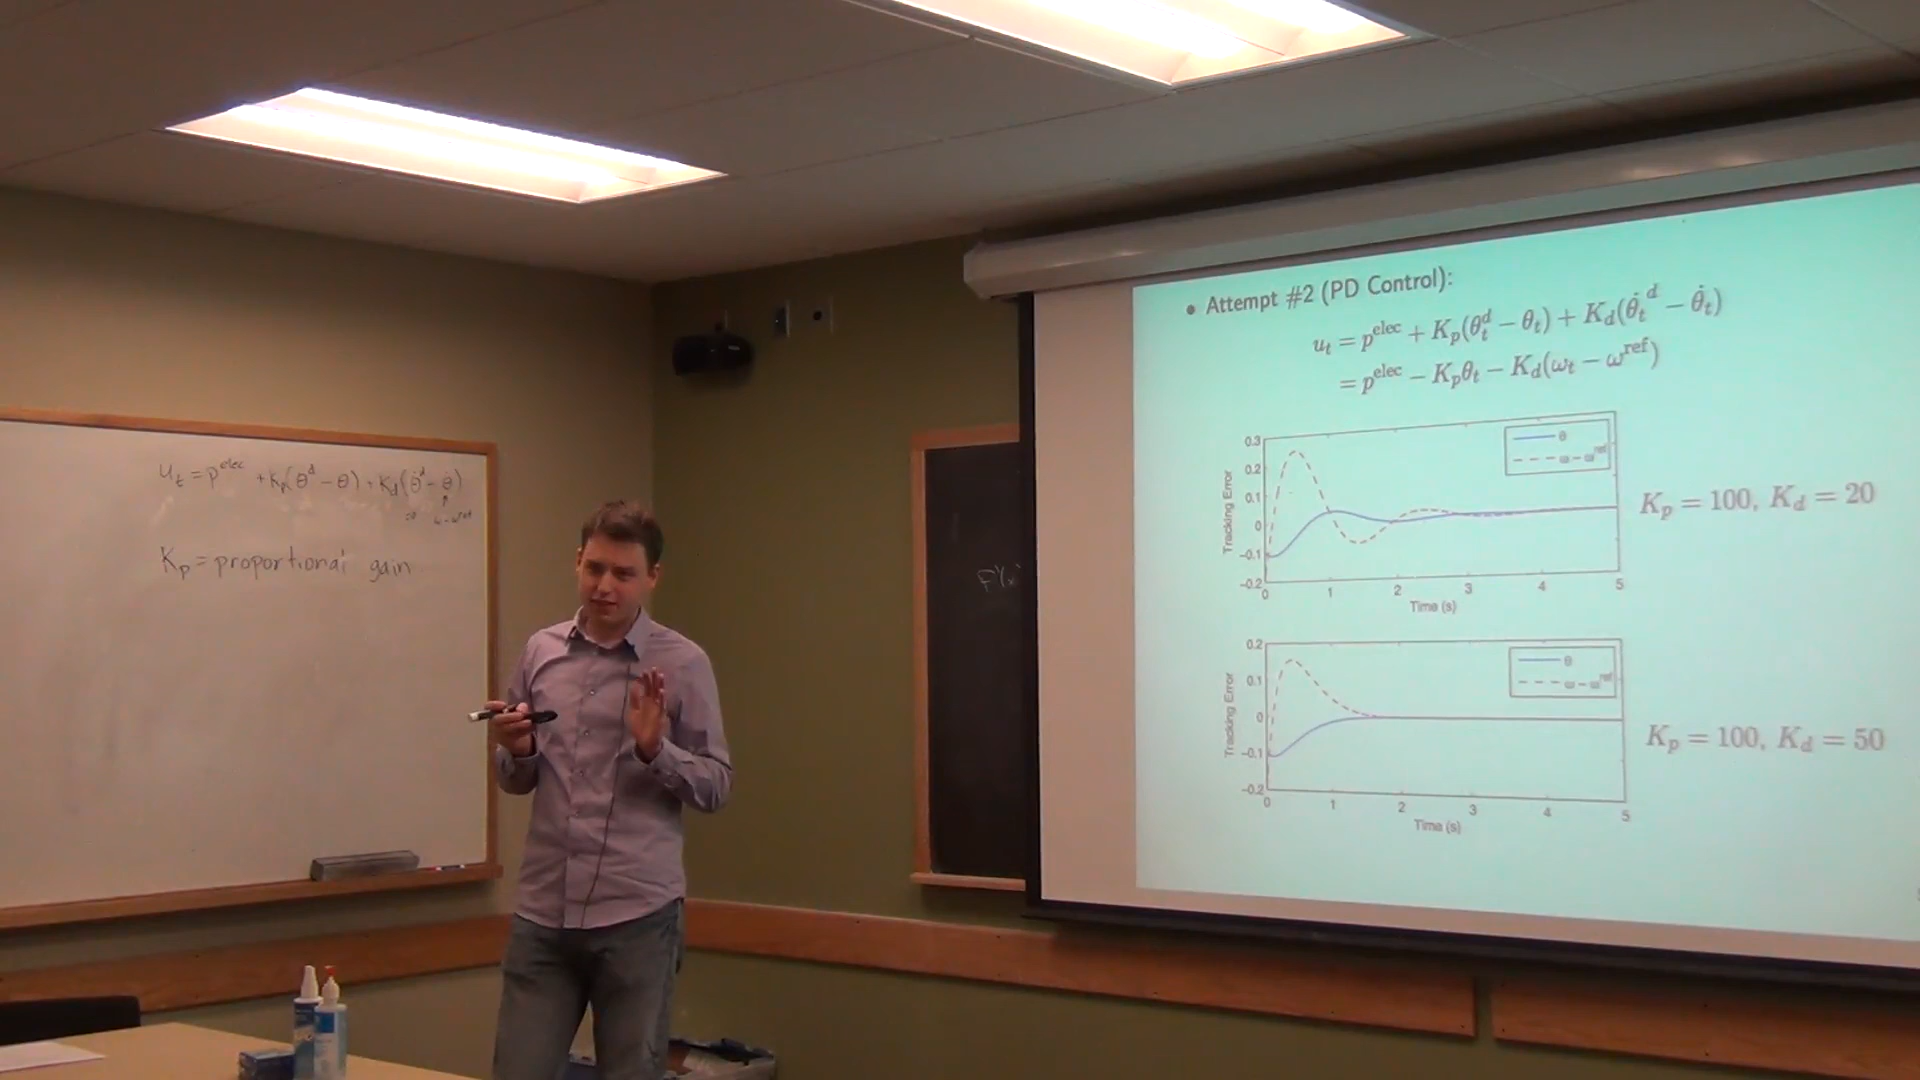 u_t = p^elec + K_p(θ^d − θ) + K_d(θ̇^d − θ̇)
=0 ω−ω^ref
K_p = proportional gain
F'(x)
• Attempt #2 (PD Control):
u_t = p^elec + K_p(θ_t^d − θ_t) + K_d(θ̇_t^d − θ̇_t)
= p^elec − K_pθ_t − K_d(ω_t − ω^ref)
0.3
0.2
0.1
0
−0.1
−0.2
Tracking Error
θ
ω − ω^ref
0 1 2 3 4 5
Time (s)
K_p = 100, K_d = 20
0.2
0.1
0
−0.1
−0.2
Tracking Error
θ
ω − ω^ref
0 1 2 3 4 5
Time (s)
K_p = 100, K_d = 50